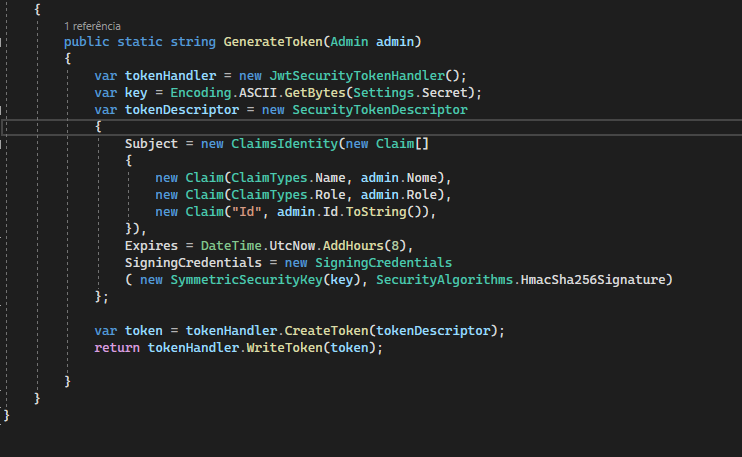 {
1 referência
public static string GenerateToken(Admin admin)
{
var tokenHandler = new JwtSecurityTokenHandler();
var key = Encoding.ASCII.GetBytes(Settings.Secret);
var tokenDescriptor = new SecurityTokenDescriptor
{
Subject = new ClaimsIdentity(new Claim[]
{
new Claim(ClaimTypes.Name, admin.Nome),
new Claim(ClaimTypes.Role, admin.Role),
new Claim("Id", admin.Id.ToString()),
}),
Expires = DateTime.UtcNow.AddHours(8),
SigningCredentials = new SigningCredentials
( new SymmetricSecurityKey(key), SecurityAlgorithms.HmacSha256Signature)
};
var token = tokenHandler.CreateToken(tokenDescriptor);
return tokenHandler.WriteToken(token);
}
}
}